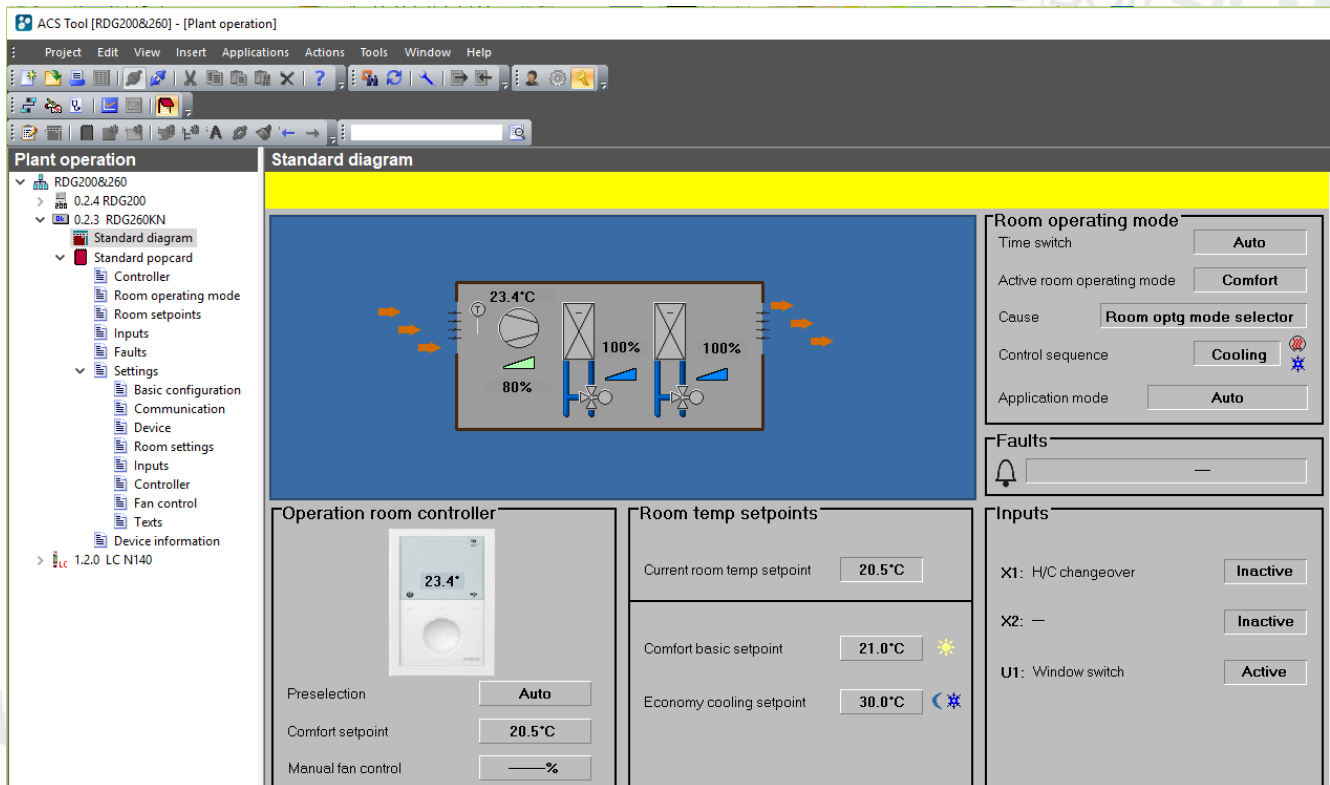 ACS Tool [RDG200&260] - [Plant operation]
Project Edit View Insert Applications Actions Tools Window Help
Plant operation
RDG200&260
0.2.4 RDG200
0.2.3 RDG260KN
Standard diagram
Standard popcard
Controller
Room operating mode
Room setpoints
Inputs
Faults
Settings
Basic configuration
Communication
Device
Room settings
Inputs
Controller
Fan control
Texts
Device information
1.2.0 LC N140
Standard diagram
23.4°C
T
80%
100%
100%
Room operating mode
Time switch Auto
Active room operating mode Comfort
Cause Room optg mode selector
Control sequence Cooling
Application mode Auto
Faults
—
Operation room controller
23.4°
Preselection Auto
Comfort setpoint 20.5°C
Manual fan control ——%
Room temp setpoints
Current room temp setpoint 20.5°C
Comfort basic setpoint 21.0°C
Economy cooling setpoint 30.0°C
Inputs
X1: H/C changeover Inactive
X2: — Inactive
U1: Window switch Active